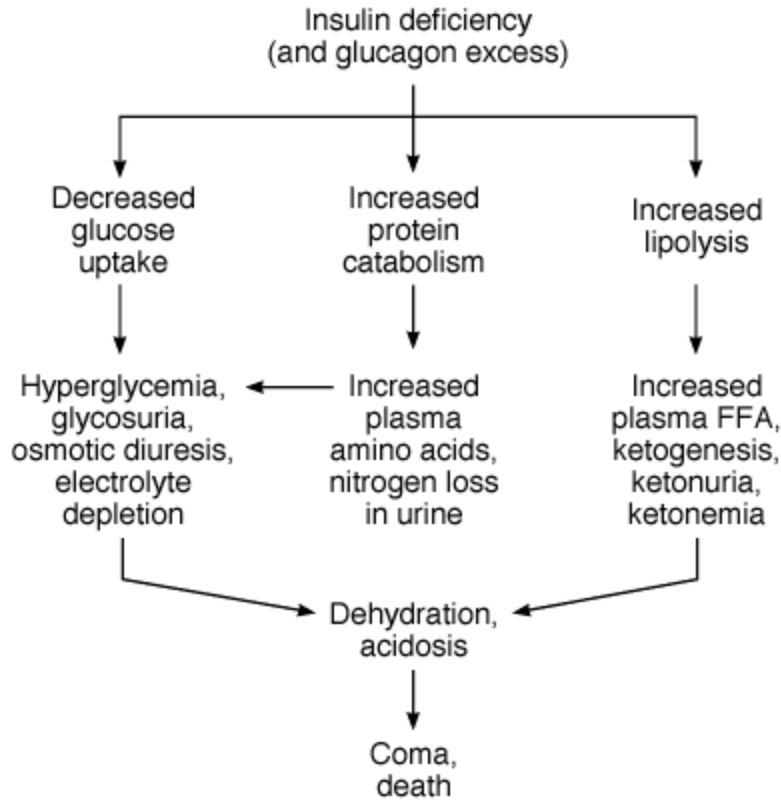 Insulin deficiency
(and glucagon excess)
Decreased
glucose
uptake
Increased
protein
catabolism
Increased
lipolysis
Hyperglycemia,
glycosuria,
osmotic diuresis,
electrolyte
depletion
Increased
plasma
amino acids,
nitrogen loss
in urine
Increased
plasma FFA,
ketogenesis,
ketonuria,
ketonemia
Dehydration,
acidosis
Coma,
death